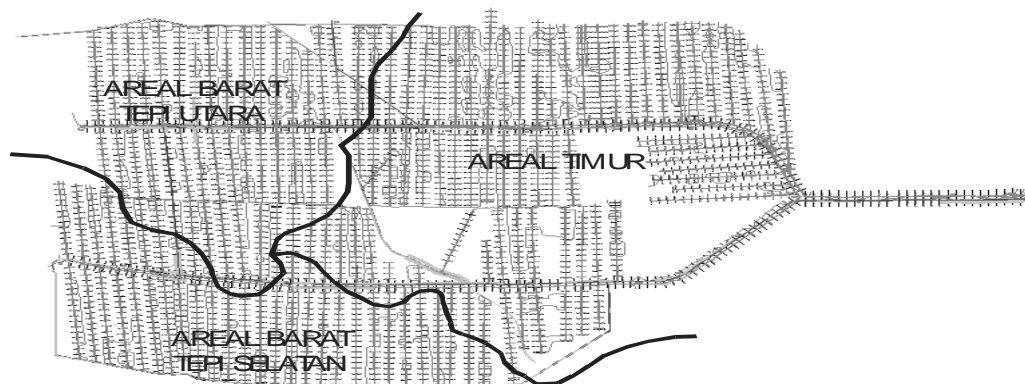 AREAL BARAT
TEPI UTARA
AREAL TIMUR
AREAL BARAT
TEPI SELATAN